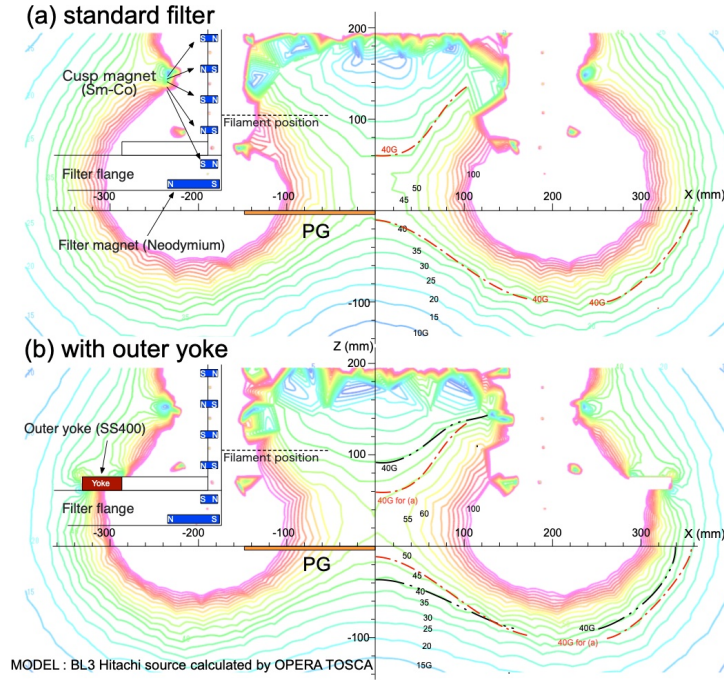 (a) standard filter
200
S N
N S
Cusp magnet
(Sm-Co)
S N
100
N S
Filament position
40G
S N
Filter flange
N S
100
50
45
-300 -200 -100 100 200 300 X (mm)
Filter magnet (Neodymium)
PG
40
35
30
25
20
15
10G
40G 40G
-100
(b) with outer yoke
Z (mm)
200
S N
N S
Outer yoke (SS400)
S N
100
N S
Filament position
40G
Yoke
S N
40G for (a)
Filter flange
N S
55 60 100
-300 -200 -100 100 200 300 X (mm)
PG
50
45
40
35
30
25
20
15G
40G
40G for (a)
-100
MODEL : BL3 Hitachi source calculated by OPERA TOSCA